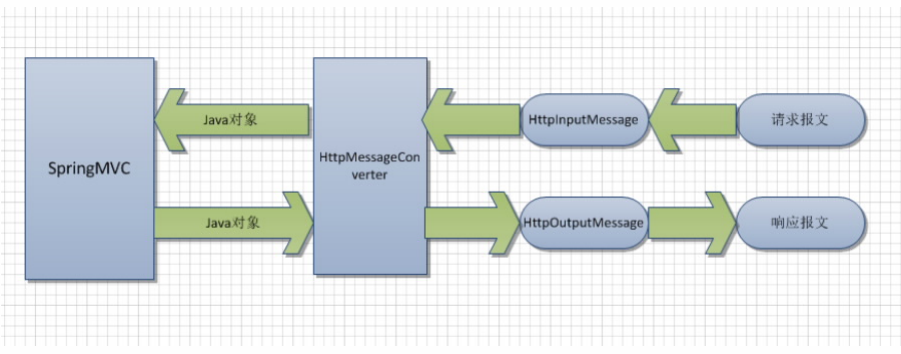 Java对象
HttpInputMessage
请求报文
SpringMVC
HttpMessageCon
verter
Java对象
HttpOutputMessage
响应报文